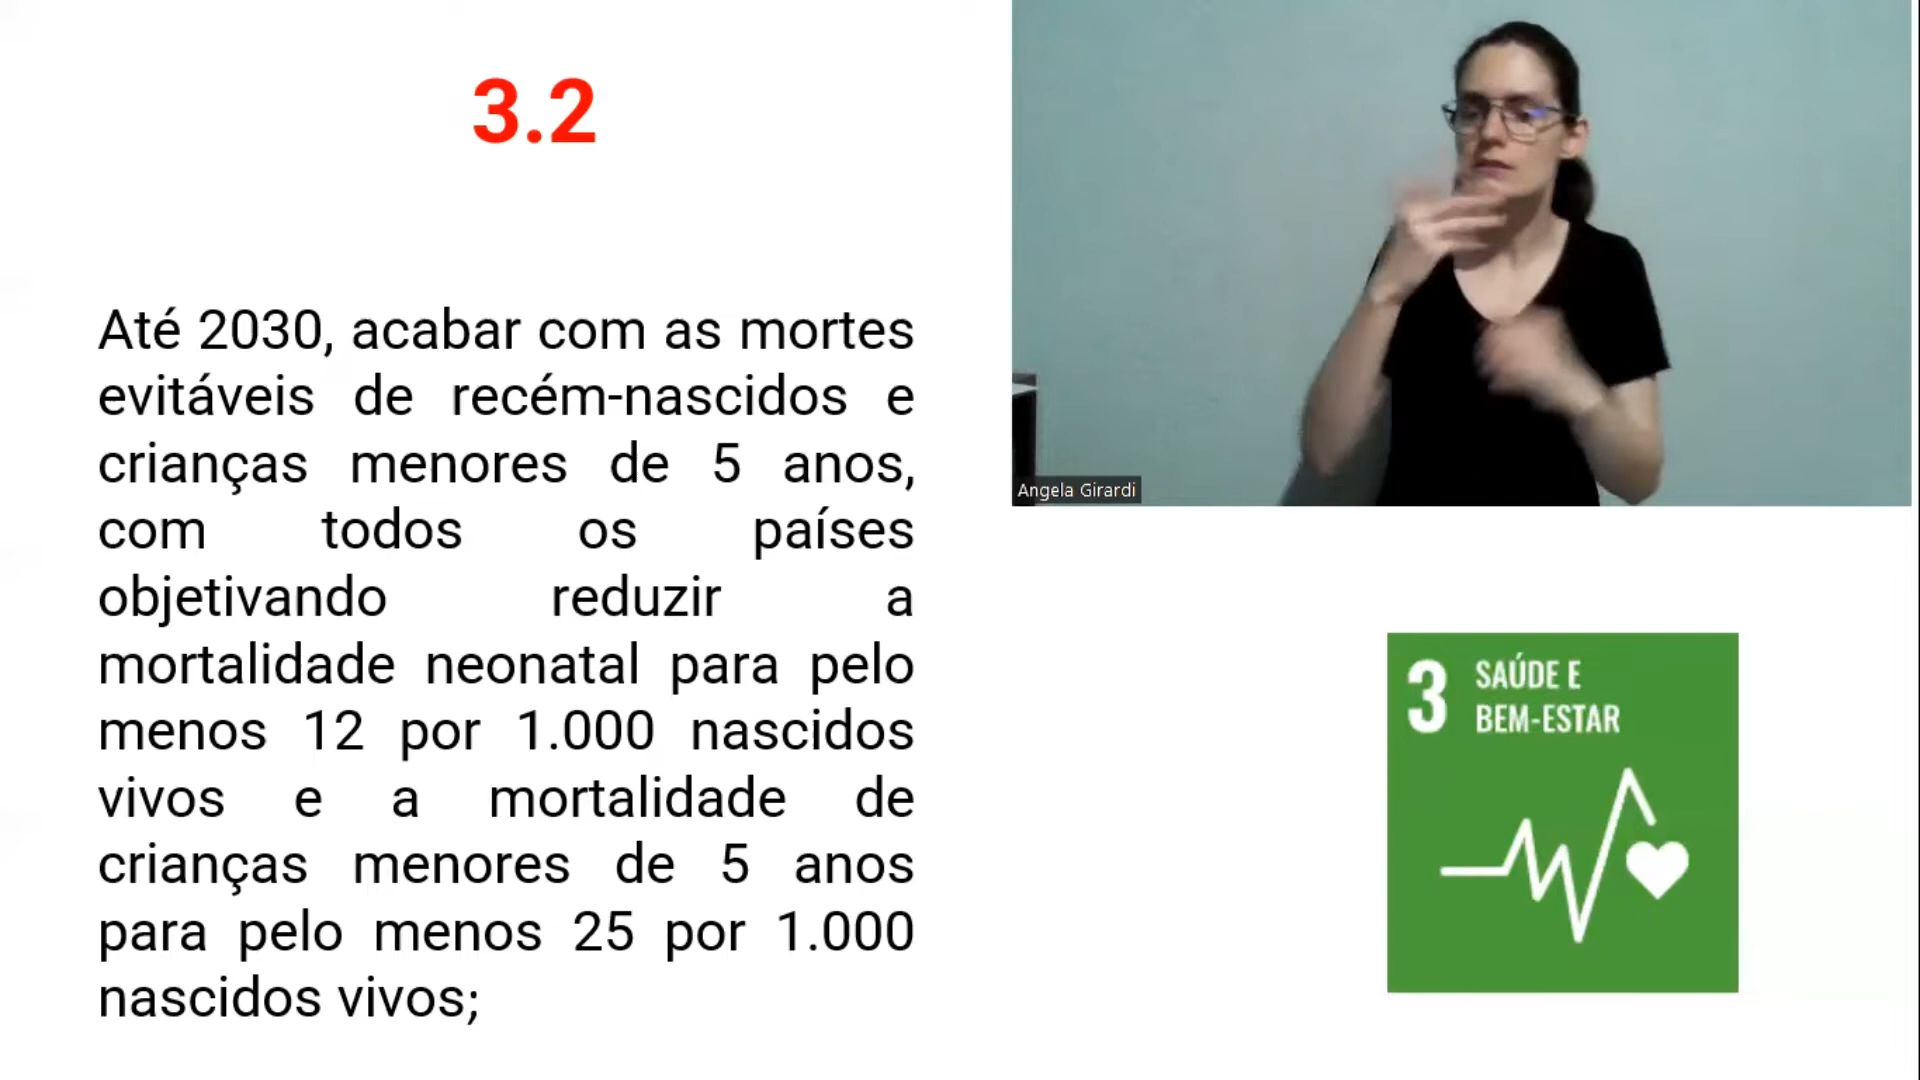 3.2
Até 2030, acabar com as mortes
evitáveis de recém-nascidos e
crianças menores de 5 anos,
com todos os países
objetivando reduzir a
mortalidade neonatal para pelo
menos 12 por 1.000 nascidos
vivos e a mortalidade de
crianças menores de 5 anos
para pelo menos 25 por 1.000
nascidos vivos;
Angela Girardi
3 SAÚDE E
BEM-ESTAR